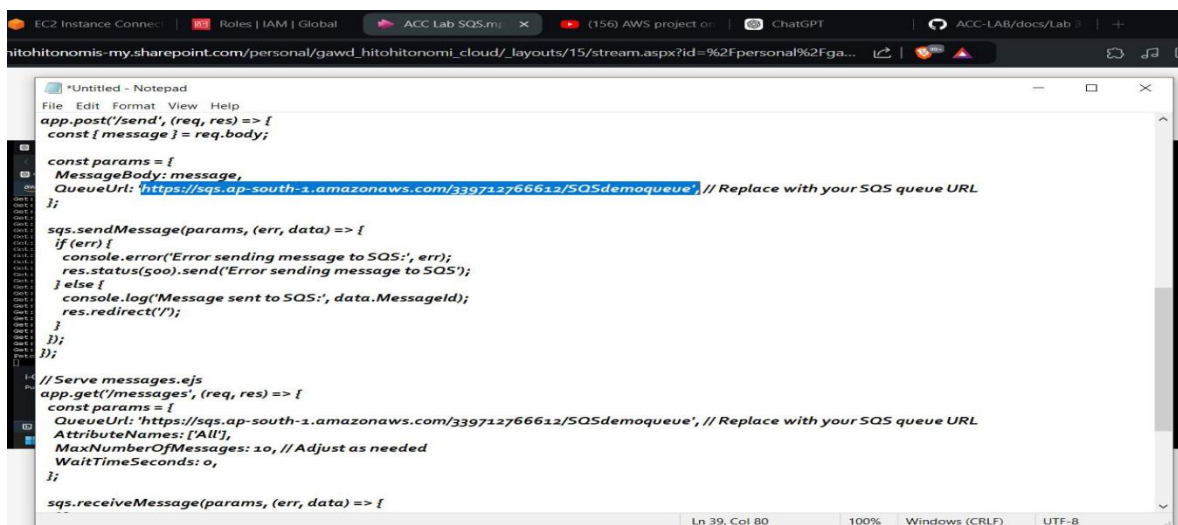 EC2 Instance Connec
Roles | IAM | Global
ACC Lab SQS.mp
(156) AWS project on
ChatGPT
ACC-LAB/docs/Lab 3
hitohitonomis-my.sharepoint.com/personal/gawd_hitohitonomi_cloud/_layouts/15/stream.aspx?id=%2Fpersonal%2Fga...
*Untitled - Notepad
File Edit Format View Help
app.post('/send', (req, res) => {
const { message } = req.body;
const params = {
MessageBody: message,
QueueUrl: 'https://sqs.ap-south-1.amazonaws.com/339712766612/SQSdemoqueue', // Replace with your SQS queue URL
};
sqs.sendMessage(params, (err, data) => {
if (err) {
console.error('Error sending message to SQS:', err);
res.status(500).send('Error sending message to SQS');
} else {
console.log('Message sent to SQS:', data.MessageId);
res.redirect('/');
}
});
});
// Serve messages.ejs
app.get('/messages', (req, res) => {
const params = {
QueueUrl: 'https://sqs.ap-south-1.amazonaws.com/339712766612/SQSdemoqueue', // Replace with your SQS queue URL
AttributeNames: ['All'],
MaxNumberOfMessages: 10, // Adjust as needed
WaitTimeSeconds: 0,
};
sqs.receiveMessage(params, (err, data) => {
Ln 39, Col 80
100%
Windows (CRLF)
UTF-8